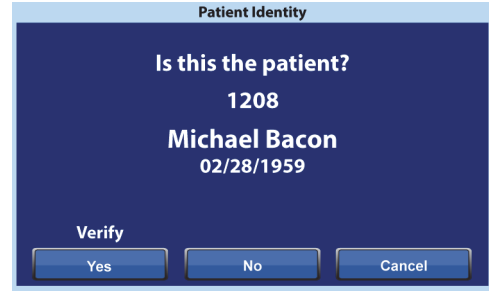 Patient Identity
Is this the patient?
1208
Michael Bacon
02/28/1959
Verify
Yes No Cancel